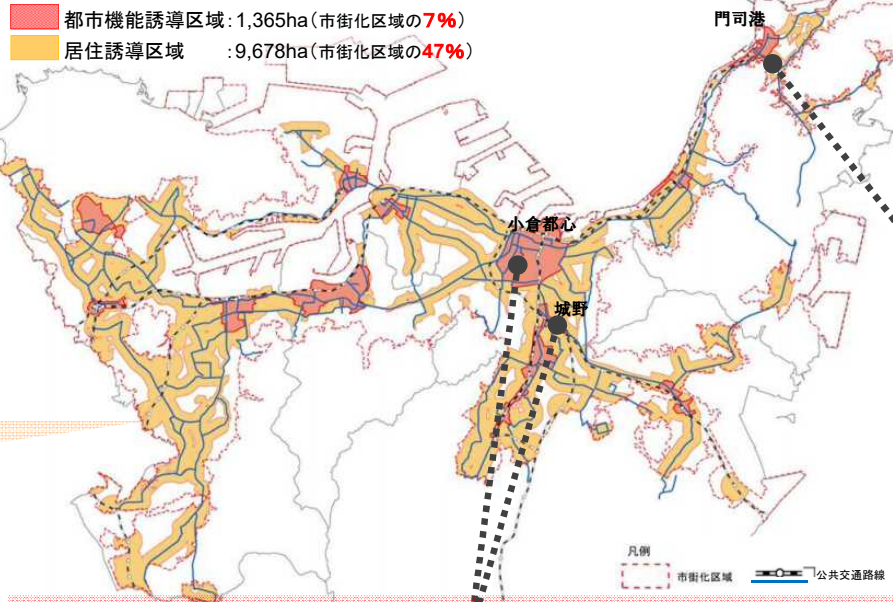 都市機能誘導区域：1,365ha（市街化区域の7%）
居住誘導区域　：9,678ha（市街化区域の47%）
門司港
小倉都心
城野
凡例
市街化区域
公共交通路線